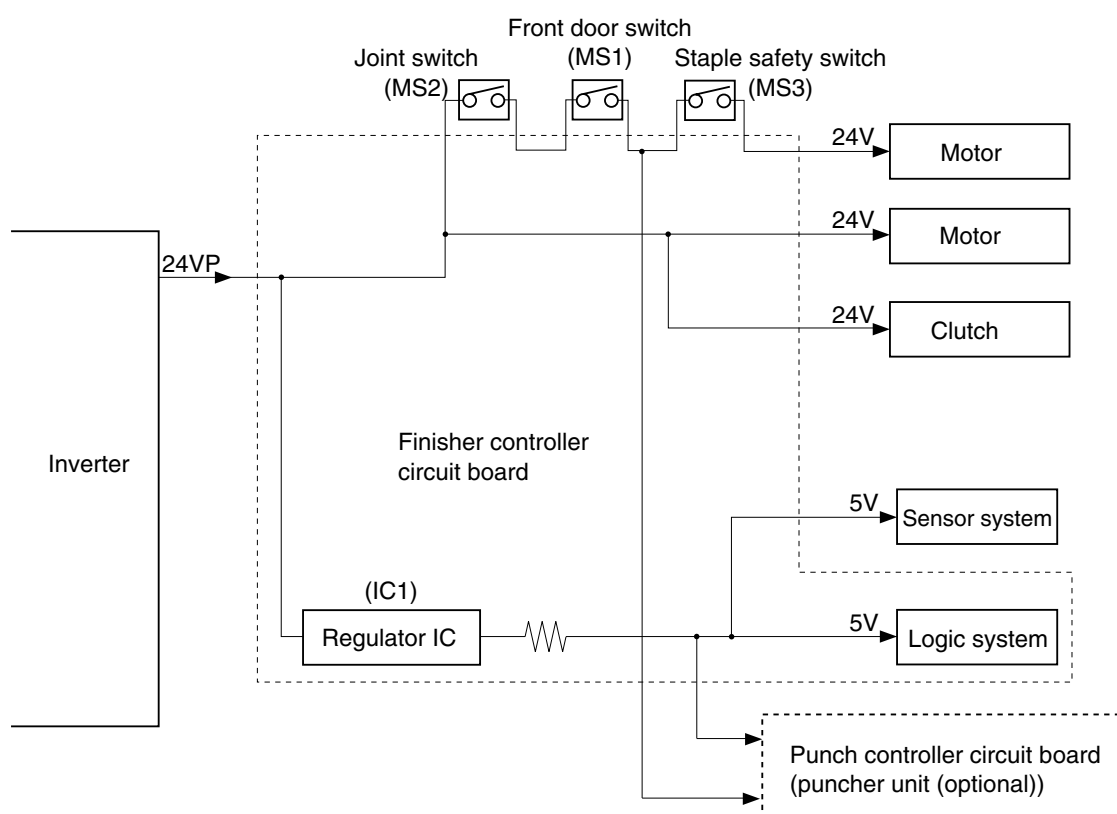 Front door switch
(MS1)
Joint switch
(MS2)
Staple safety switch
(MS3)
24V
Motor
24V
Motor
24VP
24V
Clutch
Inverter
Finisher controller
circuit board
5V
Sensor system
(IC1)
Regulator IC
5V
Logic system
Punch controller circuit board
(puncher unit (optional))